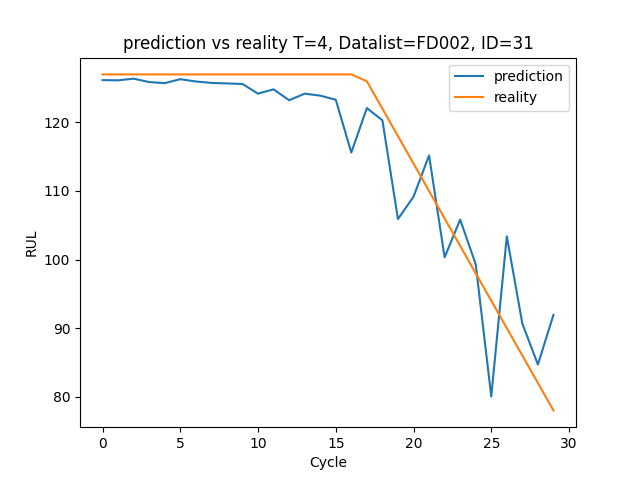 prediction vs reality T=4, Datalist=FD002, ID=31
prediction
reality
RUL
120
110
100
90
80
0 5 10 15 20 25 30
Cycle